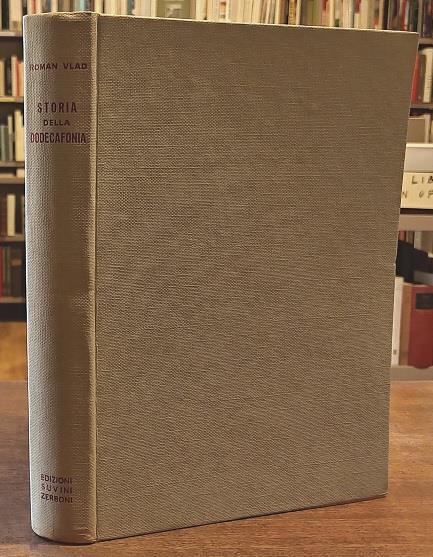 ROMAN VLAD
STORIA
DELLA
DODECAFONIA
EDIZIONI
SUVINI
ZERBONI